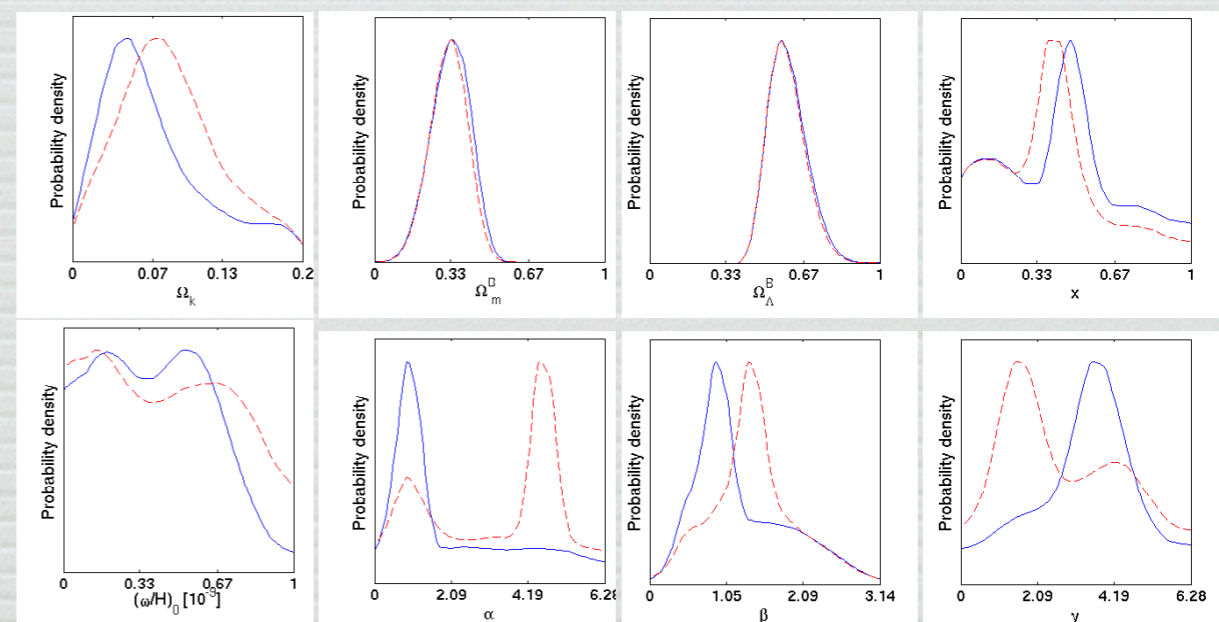 Probability density
0 0.07 0.13 0.2
Ω_k
Probability density
0 0.33 0.67 1
Ω_m^B
Probability density
0 0.33 0.67 1
Ω_Λ^B
Probability density
0 0.33 0.67 1
x
Probability density
0 0.33 0.67 1
(ω/H)_0 [10^-9]
Probability density
0 2.09 4.19 6.28
α
Probability density
0 1.05 2.09 3.14
β
Probability density
0 2.09 4.19 6.28
γ